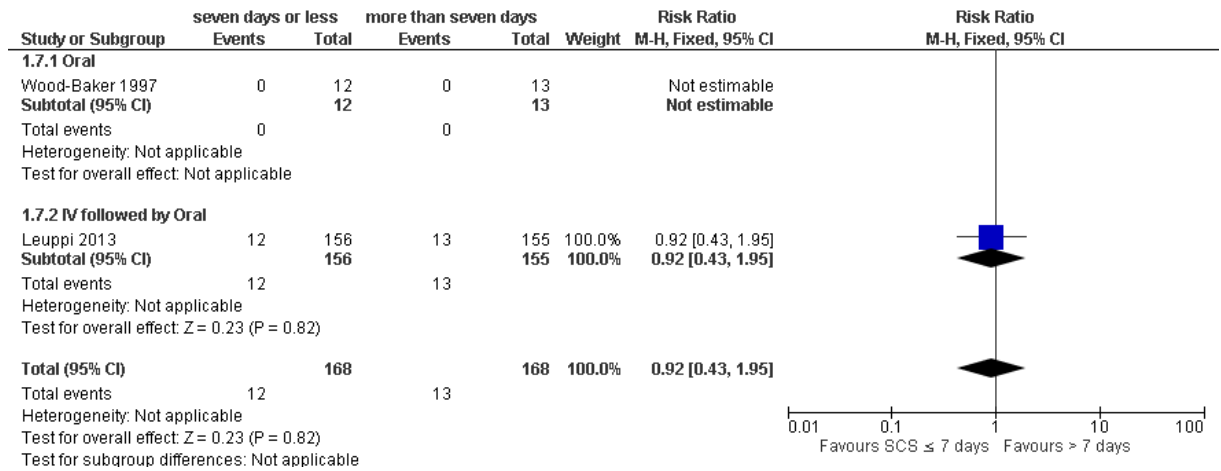 seven days or less more than seven days Risk Ratio Risk Ratio
Study or Subgroup Events Total Events Total Weight M-H, Fixed, 95% CI M-H, Fixed, 95% CI
1.7.1 Oral
Wood-Baker 1997 0 12 0 13 Not estimable
Subtotal (95% CI) 12 13 Not estimable
Total events 0 0
Heterogeneity: Not applicable
Test for overall effect: Not applicable
1.7.2 IV followed by Oral
Leuppi 2013 12 156 13 155 100.0% 0.92 [0.43, 1.95]
Subtotal (95% CI) 156 155 100.0% 0.92 [0.43, 1.95]
Total events 12 13
Heterogeneity: Not applicable
Test for overall effect: Z = 0.23 (P = 0.82)
Total (95% CI) 168 168 100.0% 0.92 [0.43, 1.95]
Total events 12 13
Heterogeneity: Not applicable
Test for overall effect: Z = 0.23 (P = 0.82)
Test for subgroup differences: Not applicable
0.01 0.1 1 10 100
Favours SCS ≤ 7 days Favours > 7 days